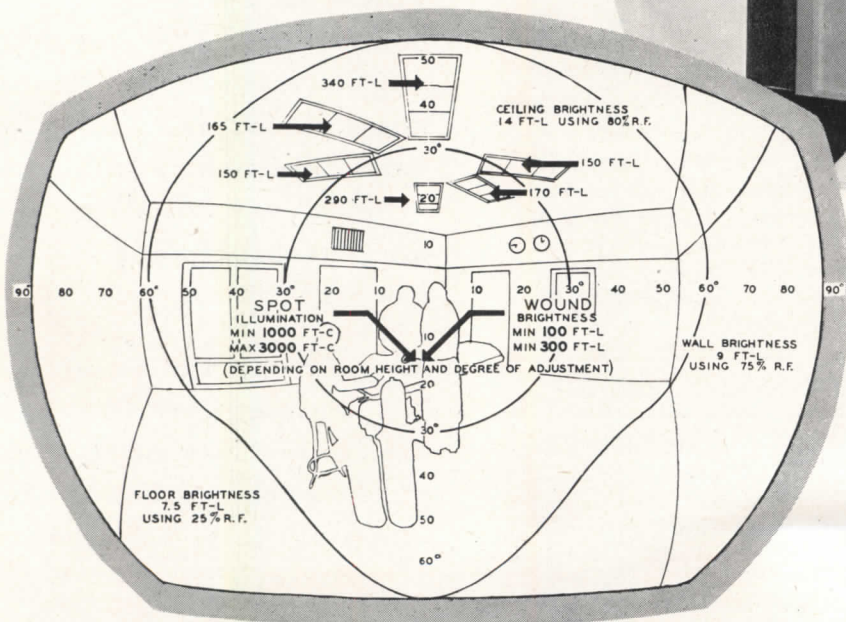 50
340 FT-L
40
CEILING BRIGHTNESS
14 FT-L USING 80% R.F.
165 FT-L
30°
150 FT-L
150 FT-L
170 FT-L
290 FT-L
20
10
90° 80 70 60° 50 40 30° 20 10 10 20 30° 40 50 60° 70 80 90°
SPOT
ILLUMINATION
MIN 1000 FT-C
MAX 3000 FT-C
WOUND
BRIGHTNESS
MIN 100 FT-L
MIN 300 FT-L
10
(DEPENDING ON ROOM HEIGHT AND DEGREE OF ADJUSTMENT)
WALL BRIGHTNESS
9 FT-L
USING 75% R.F.
20
30°
40
50
60°
FLOOR BRIGHTNESS
7.5 FT-L
USING 25% R.F.